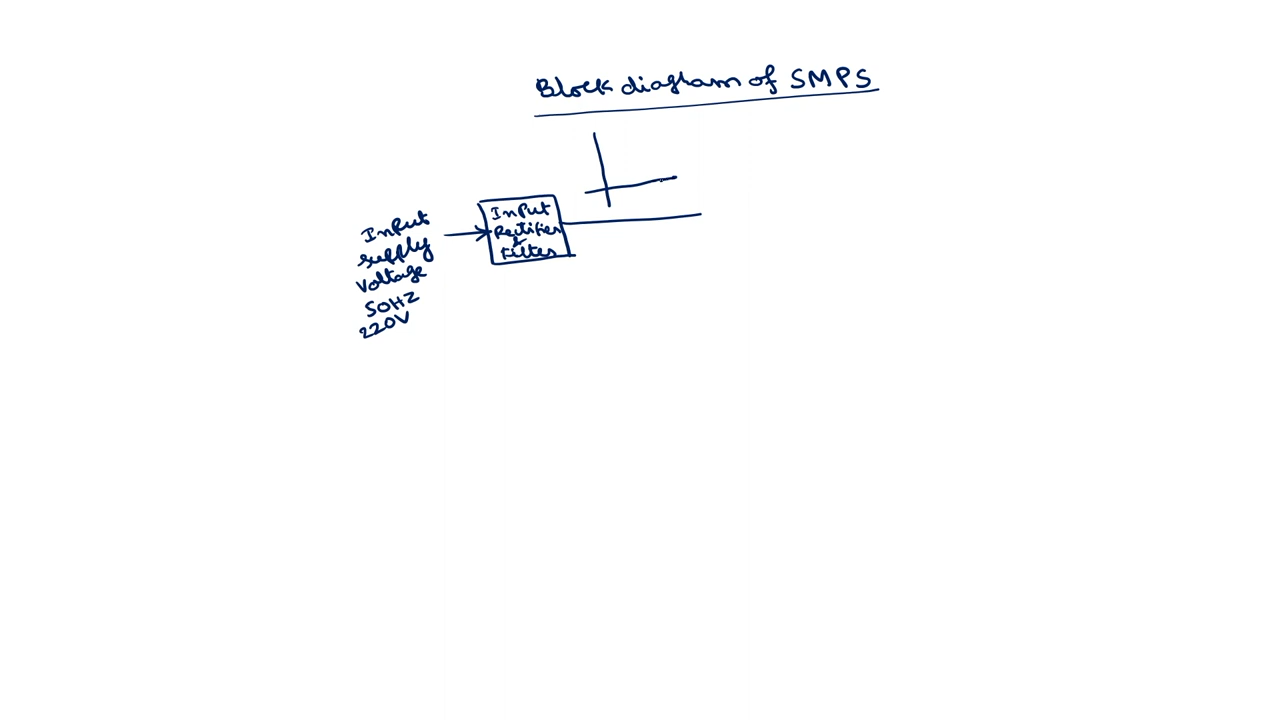 Block diagram of SMPS
Input
supply
voltage
50HZ
220V
Input
Rectifier
&
Filter